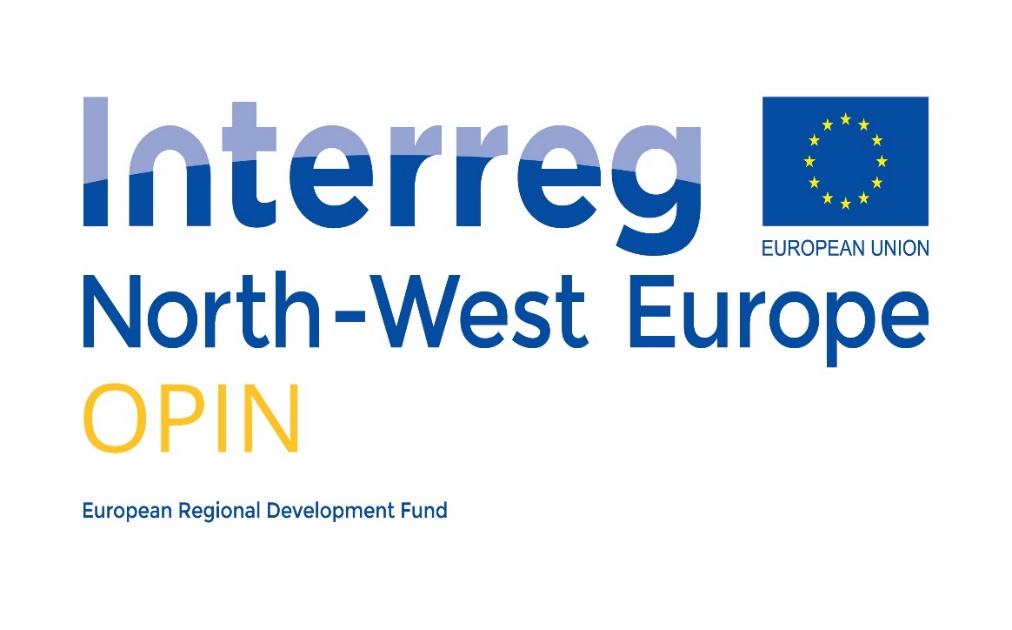 Interreg
EUROPEAN UNION
North-West Europe
OPIN
European Regional Development Fund